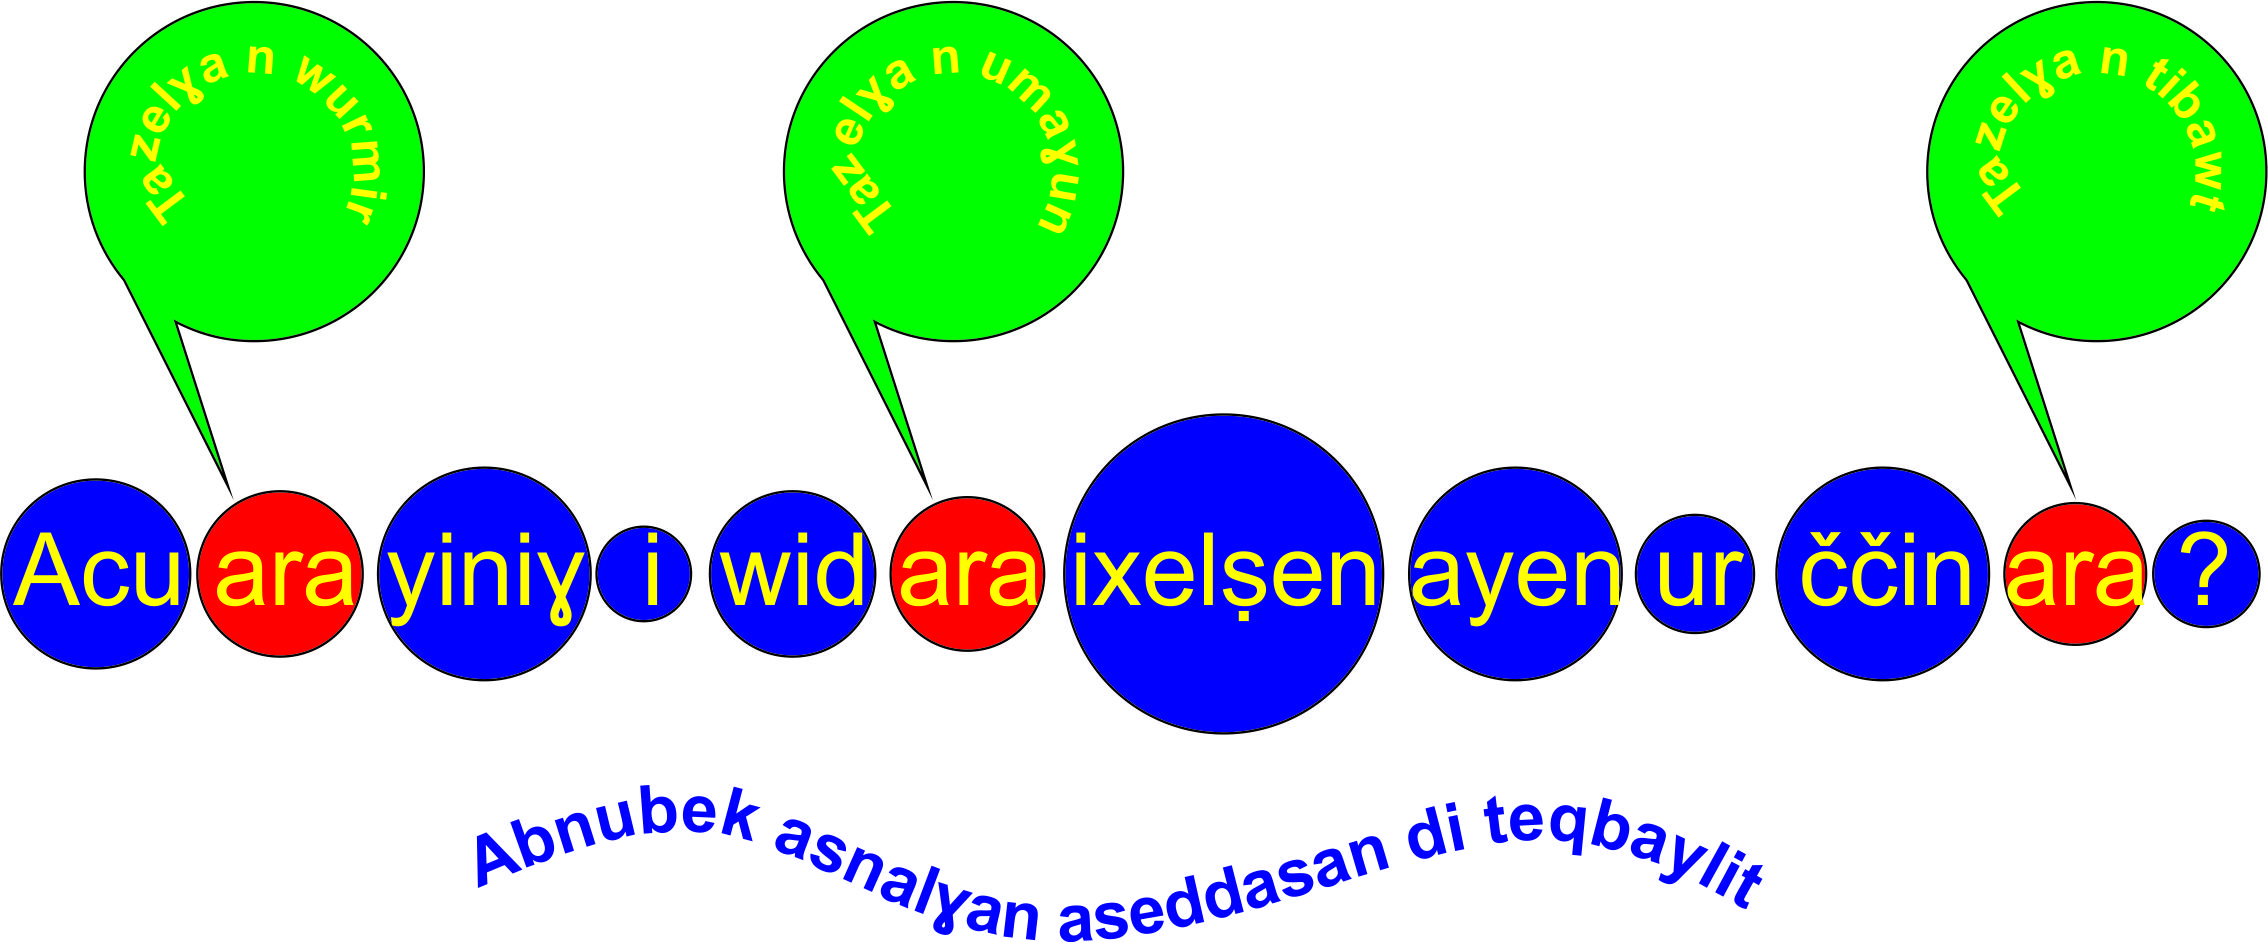 Tazelɣa n wurmir
Tazelɣa n umaɣun
Tazelɣa n tibawt
Acu ara yiniɣ i wid ara ixelṣen ayen ur ččin ara ?
Abnubek asnalɣan aseddasan di teqbaylit